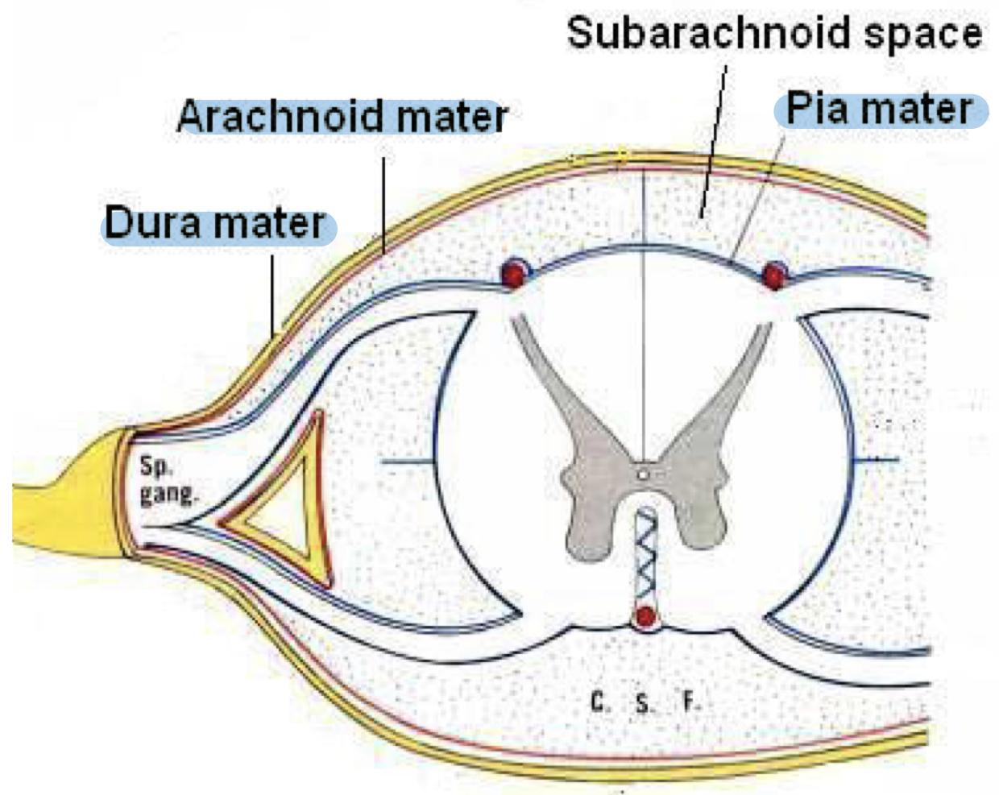 Subarachnoid space
Arachnoid mater
Pia mater
Dura mater
Sp.
gang.
C. S. F.